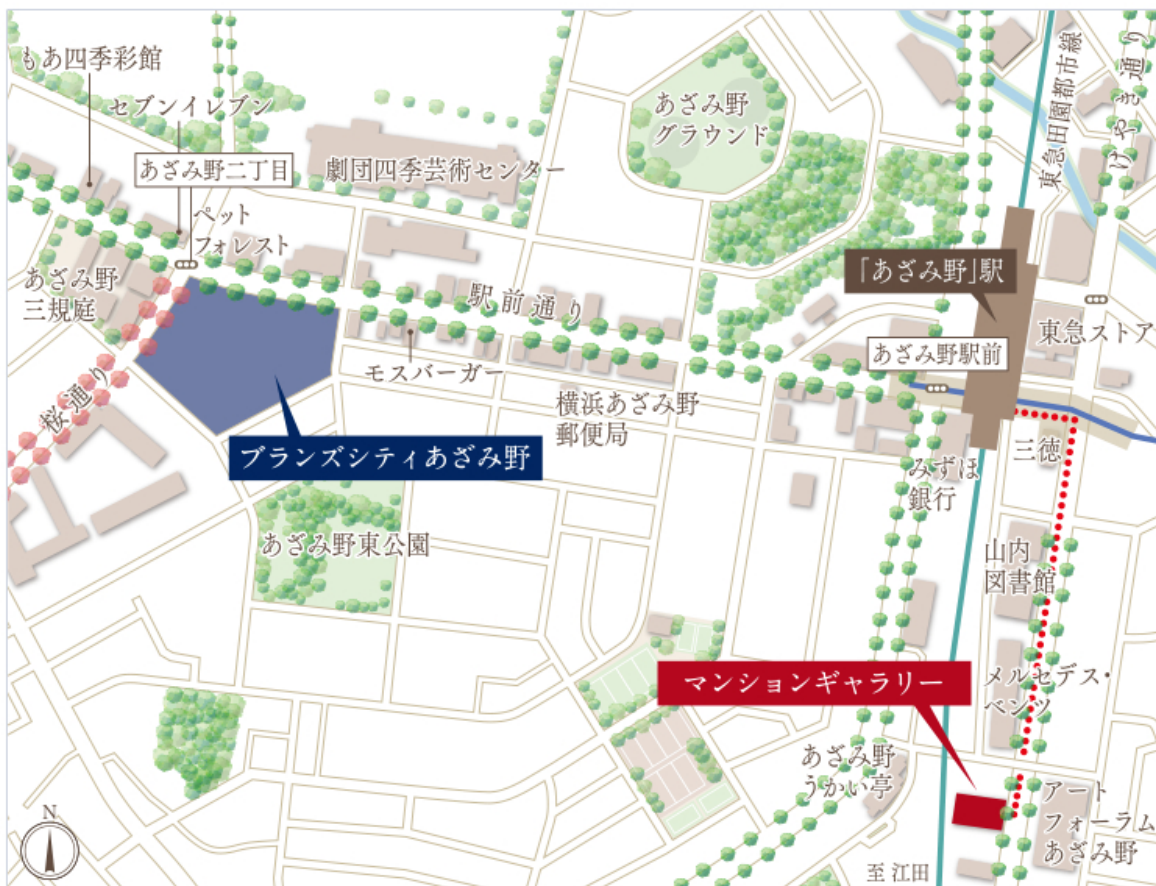 もあ四季彩館
セブンイレブン
あざみ野二丁目
ペット
フォレスト
劇団四季芸術センター
あざみ野
グラウンド
東急田園都市線
けやき通り
あざみ野
三規庭
桜通り
駅前通り
モスバーガー
「あざみ野」駅
あざみ野駅前
東急ストア
ブランズシティあざみ野
横浜あざみ野
郵便局
みずほ
銀行
三徳
あざみ野東公園
山内
図書館
マンションギャラリー
メルセデス・
ベンツ
あざみ野
うかい亭
アート
フォーラム
あざみ野
至 江田
N